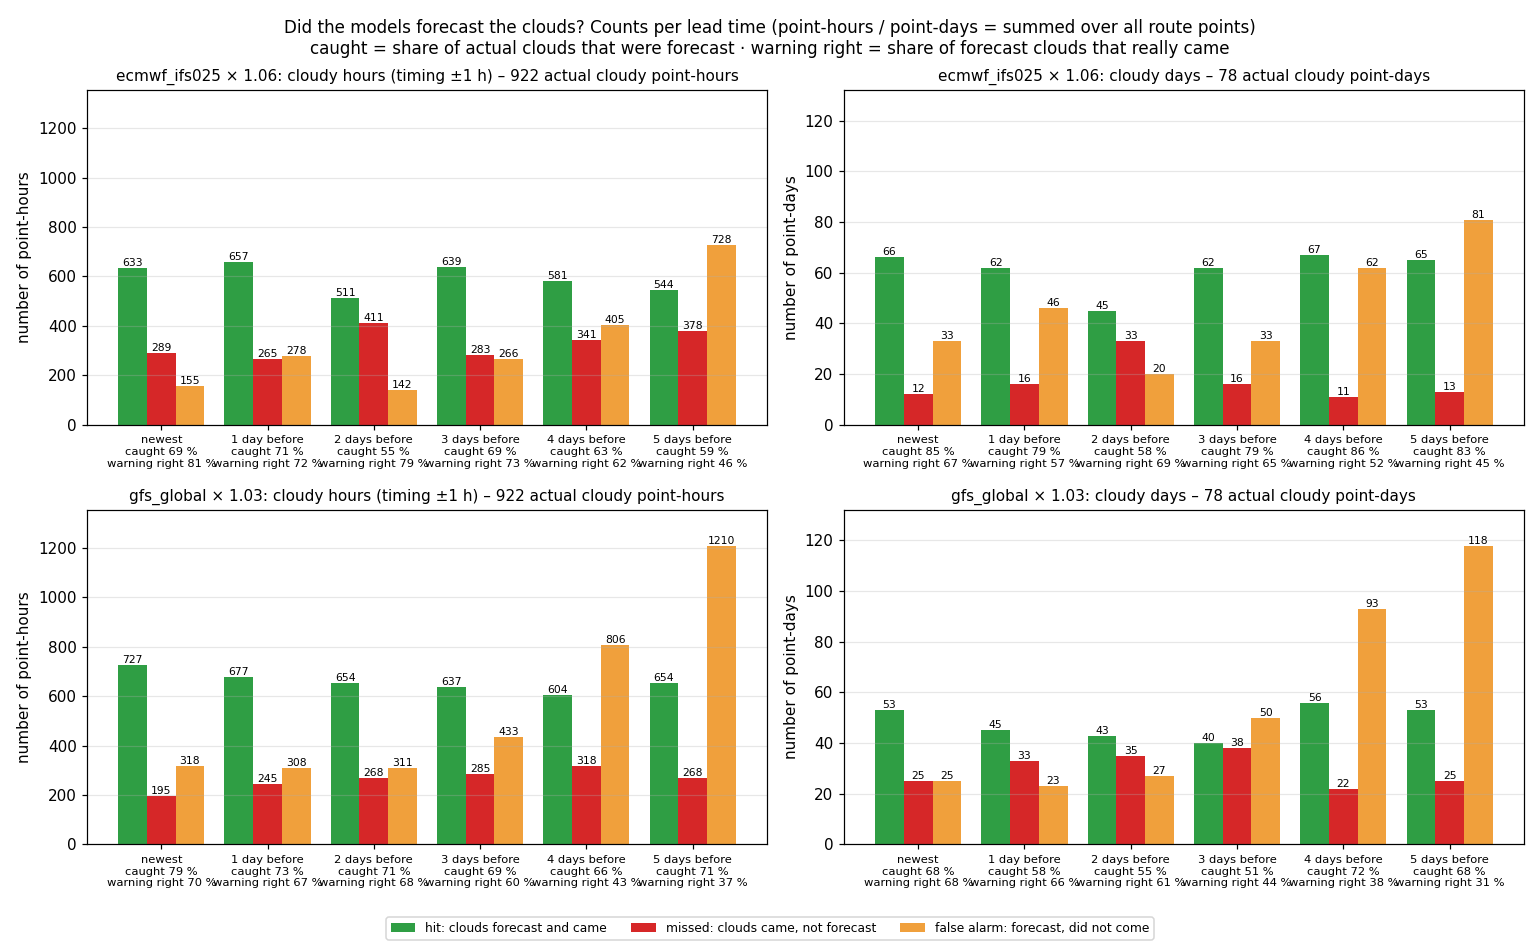 Did the models forecast the clouds? Counts per lead time (point-hours / point-days = summed over all route points)
caught = share of actual clouds that were forecast · warning right = share of forecast clouds that really came
ecmwf_ifs025 × 1.06: cloudy hours (timing ±1 h) – 922 actual cloudy point-hours
number of point-hours
1200
1000
800
600
400
200
0
633 289 155
657 265 278
511 411 142
639 283 266
581 341 405
544 378 728
newest 1 day before 2 days before 3 days before 4 days before 5 days before
caught 69 % caught 71 % caught 55 % caught 69 % caught 63 % caught 59 %
warning right 81 % warning right 72 % warning right 79 % warning right 73 % warning right 62 % warning right 46 %
ecmwf_ifs025 × 1.06: cloudy days – 78 actual cloudy point-days
number of point-days
120
100
80
60
40
20
0
66 12 33
62 16 46
45 33 20
62 16 33
67 11 62
65 13 81
newest 1 day before 2 days before 3 days before 4 days before 5 days before
caught 85 % caught 79 % caught 58 % caught 79 % caught 86 % caught 83 %
warning right 67 % warning right 57 % warning right 69 % warning right 65 % warning right 52 % warning right 45 %
gfs_global × 1.03: cloudy hours (timing ±1 h) – 922 actual cloudy point-hours
number of point-hours
1200
1000
800
600
400
200
0
727 195 318
677 245 308
654 268 311
637 285 433
604 318 806
654 268 1210
newest 1 day before 2 days before 3 days before 4 days before 5 days before
caught 79 % caught 73 % caught 71 % caught 69 % caught 66 % caught 71 %
warning right 70 % warning right 67 % warning right 68 % warning right 60 % warning right 43 % warning right 37 %
gfs_global × 1.03: cloudy days – 78 actual cloudy point-days
number of point-days
120
100
80
60
40
20
0
53 25 25
45 33 23
43 35 27
40 38 50
56 22 93
53 25 118
newest 1 day before 2 days before 3 days before 4 days before 5 days before
caught 68 % caught 58 % caught 55 % caught 51 % caught 72 % caught 68 %
warning right 68 % warning right 66 % warning right 61 % warning right 44 % warning right 38 % warning right 31 %
hit: clouds forecast and came missed: clouds came, not forecast false alarm: forecast, did not come